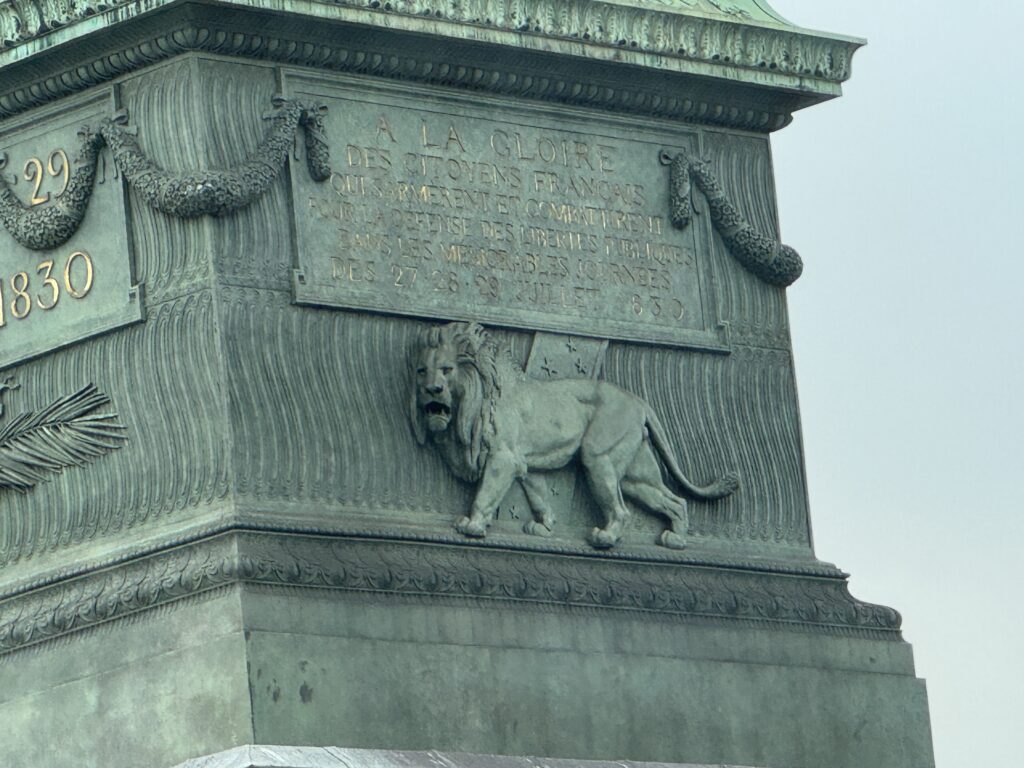 29
1830
A LA GLOIRE
DES CITOYENS FRANÇAIS
QUI S'ARMÈRENT ET COMBATTIRENT
POUR LA DÉFENSE DES LIBERTÉS PUBLIQUES
DANS LES MÉMORABLES JOURNÉES
DES 27. 28. 29 JUILLET 1830